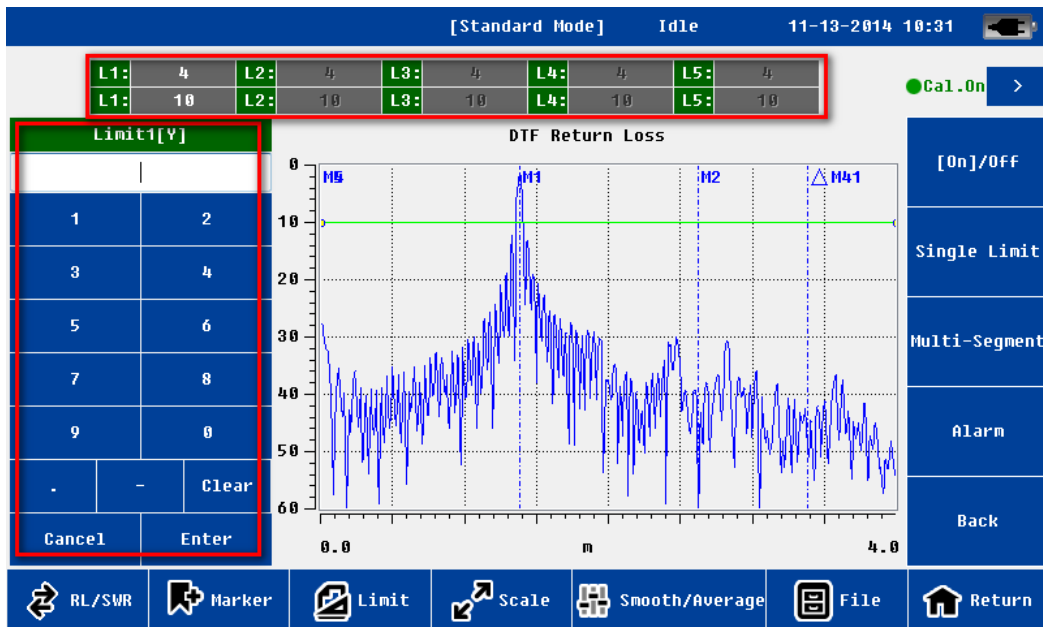 [Standard Mode] Idle 11-13-2014 10:31
L1: 4 L2: 4 L3: 4 L4: 4 L5: 4
L1: 10 L2: 10 L3: 10 L4: 10 L5: 10
Cal.On >
Limit1[Y]
1 2
3 4
5 6
7 8
9 0
. - Clear
Cancel Enter
DTF Return Loss
M1 M2 M41
0
10
20
30
40
50
60
0.0 m 4.0
[On]/Off
Single Limit
Multi-Segment
Alarm
Back
RL/SWR Marker Limit Scale Smooth/Average File Return